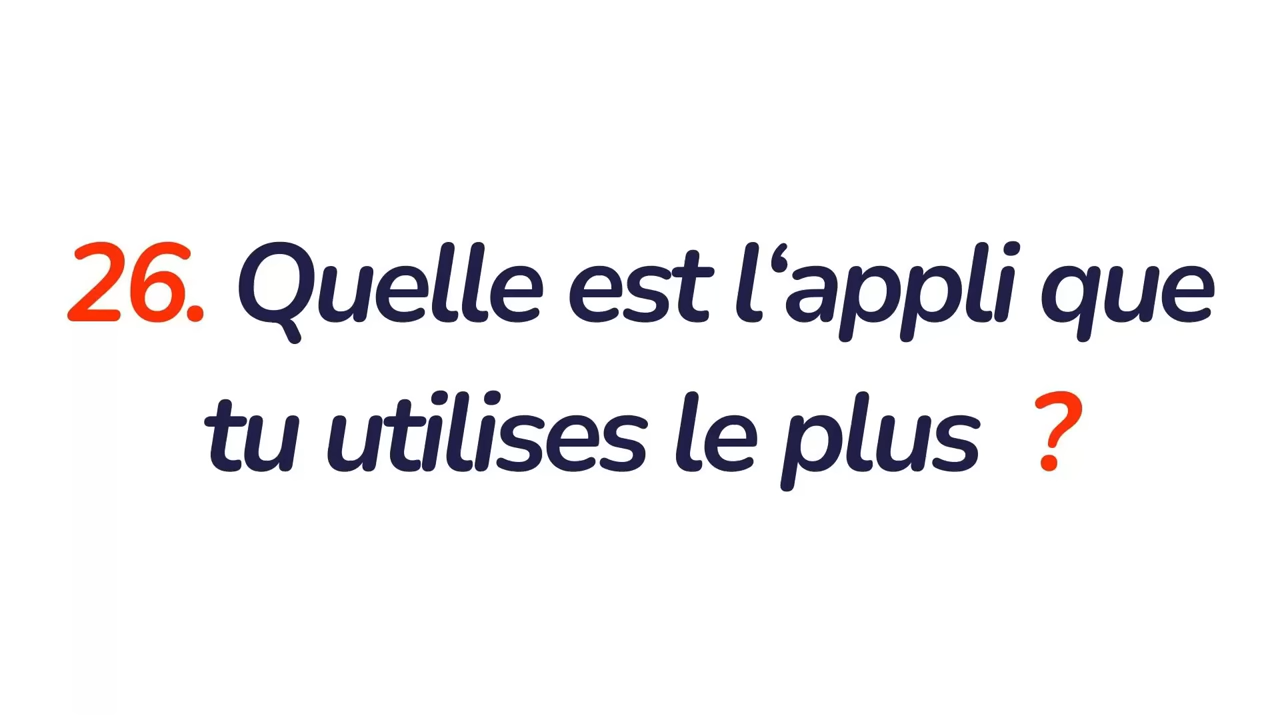 26. Quelle est l‘appli que
tu utilises le plus ?